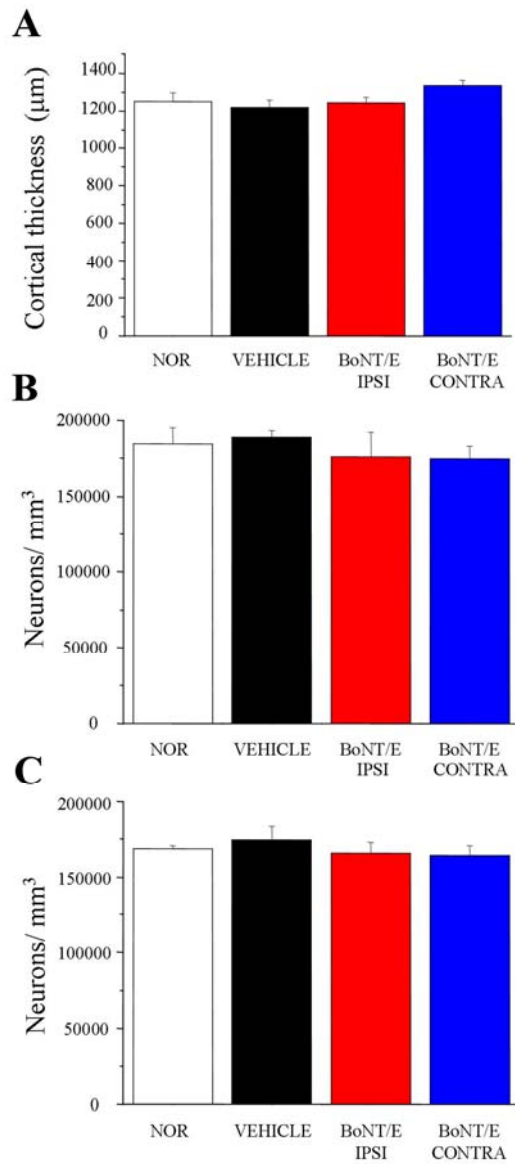 A
Cortical thickness (μm)
1400
1200
1000
800
600
400
200
0
NOR VEHICLE BoNT/E IPSI BoNT/E CONTRA
B
Neurons/ mm³
200000
150000
100000
50000
0
NOR VEHICLE BoNT/E IPSI BoNT/E CONTRA
C
Neurons/ mm³
200000
150000
100000
50000
0
NOR VEHICLE BoNT/E IPSI BoNT/E CONTRA